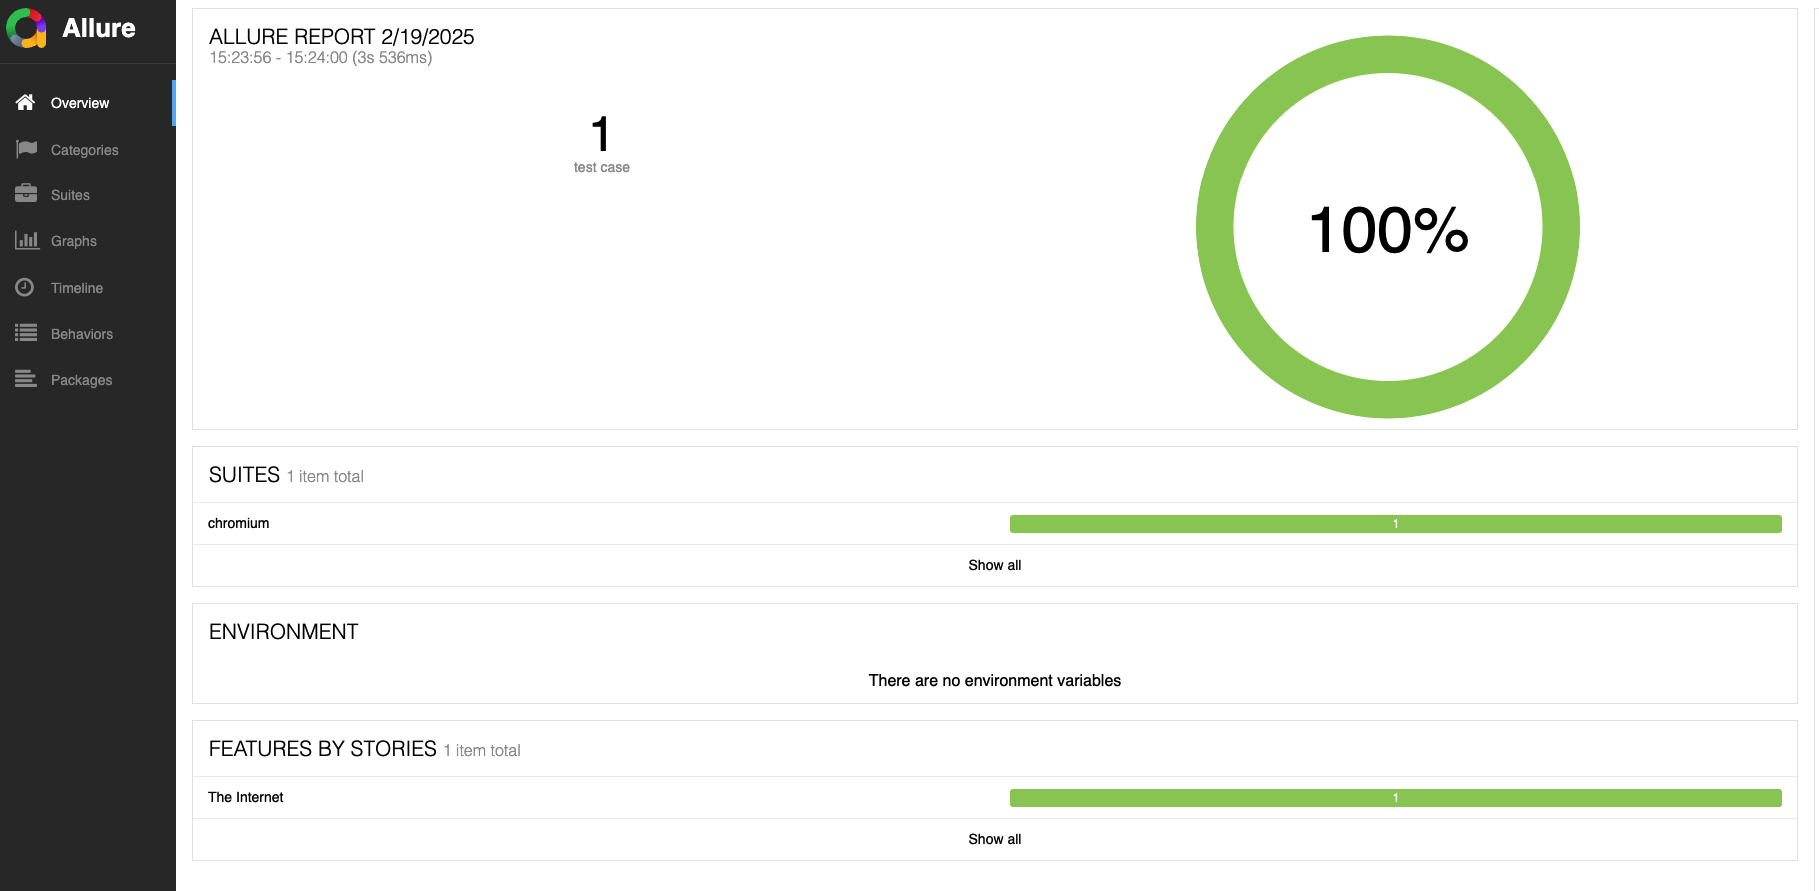 Allure
Overview
Categories
Suites
Graphs
Timeline
Behaviors
Packages
ALLURE REPORT 2/19/2025
15:23:56 - 15:24:00 (3s 536ms)
1
test case
100%
SUITES 1 item total
chromium 1
Show all
ENVIRONMENT
There are no environment variables
FEATURES BY STORIES 1 item total
The Internet 1
Show all